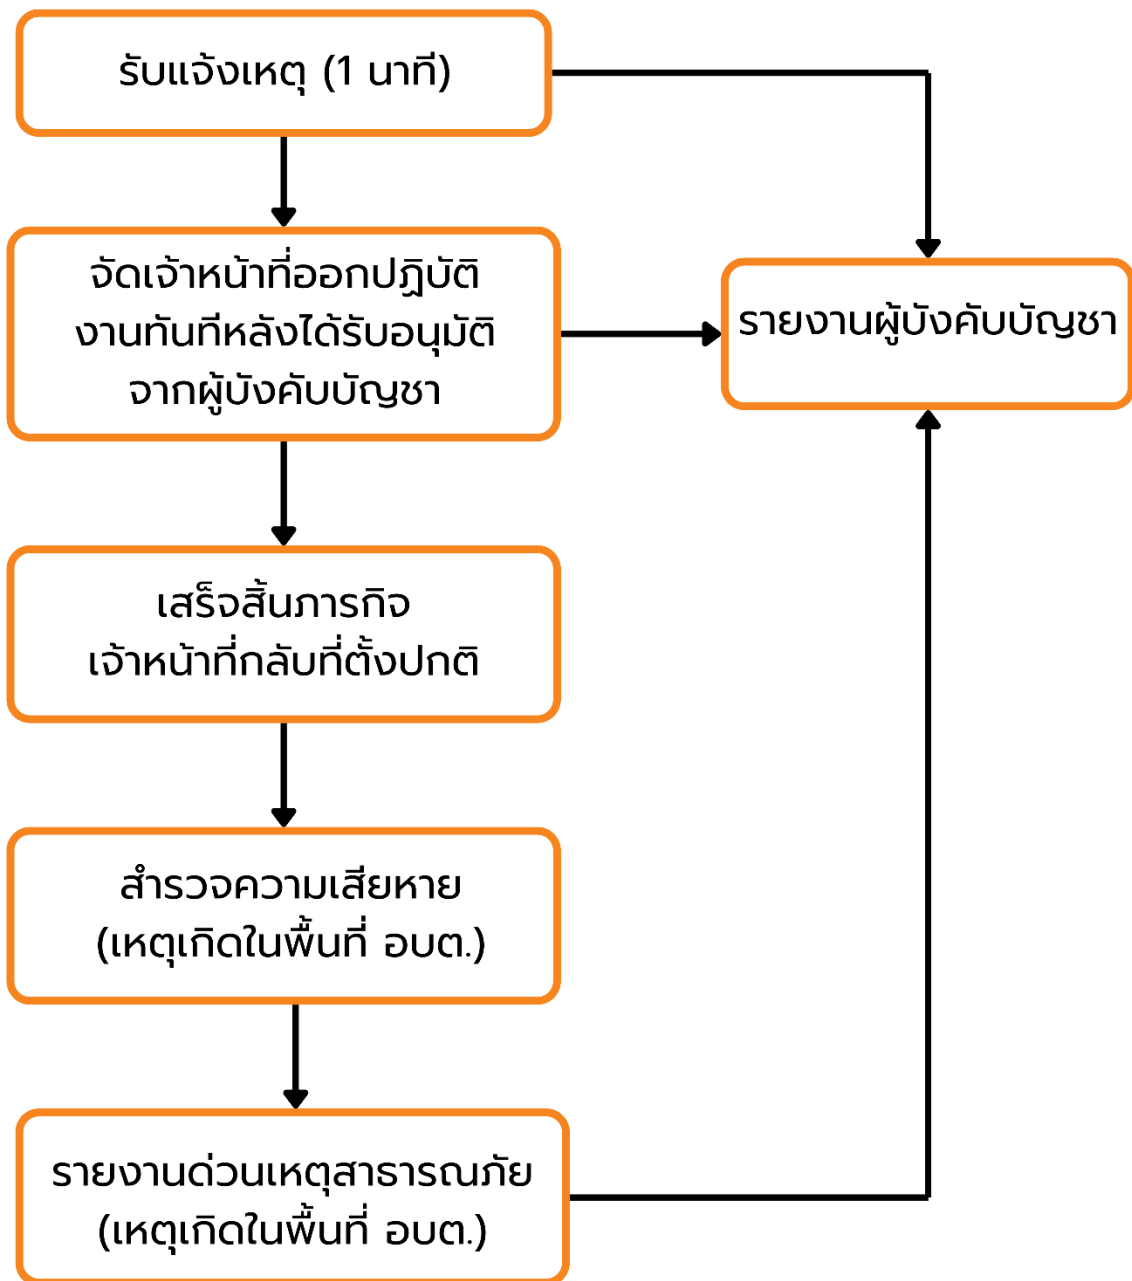 รับแจ้งเหตุ (1 นาที)
จัดเจ้าหน้าที่ออกปฏิบัติ
งานทันทีหลังได้รับอนุมัติ
จากผู้บังคับบัญชา
รายงานผู้บังคับบัญชา
เสร็จสิ้นภารกิจ
เจ้าหน้าที่กลับที่ตั้งปกติ
สำรวจความเสียหาย
(เหตุเกิดในพื้นที่ อบต.)
รายงานด่วนเหตุสาธารณภัย
(เหตุเกิดในพื้นที่ อบต.)